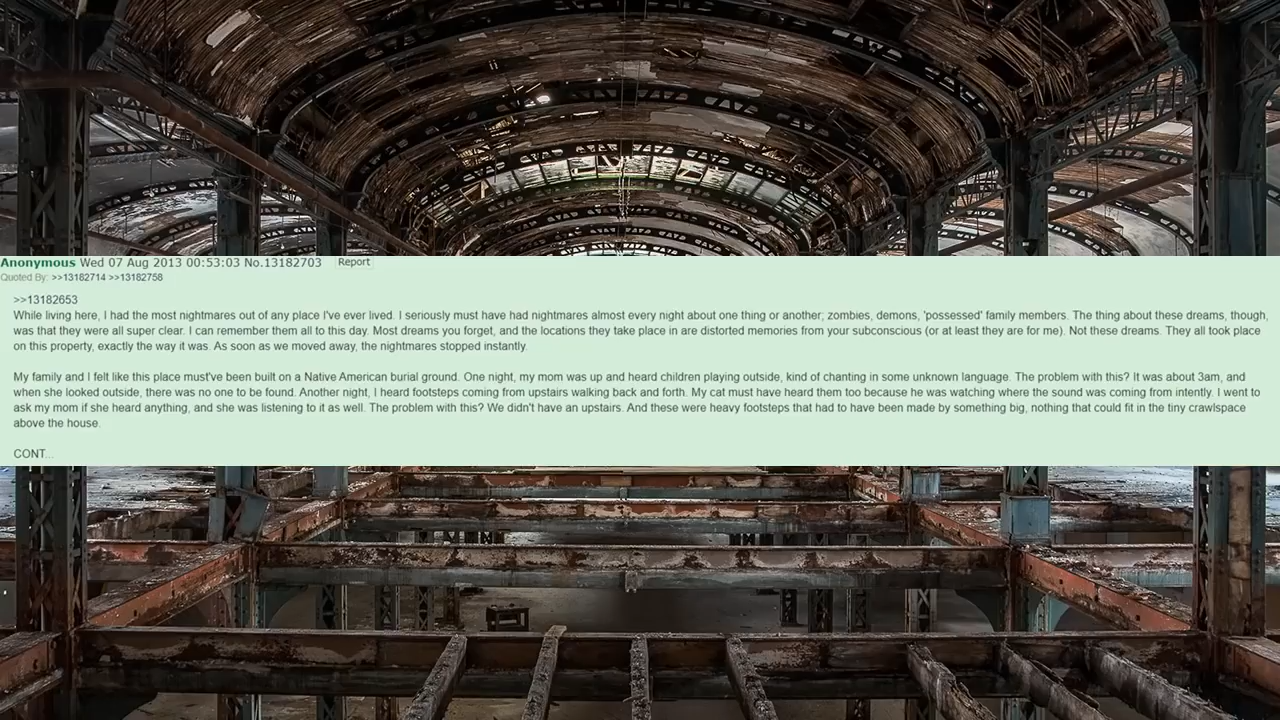 Anonymous Wed 07 Aug 2013 00:53:03 No.13182703 Report
Quoted By: >>13182714 >>13182758
>>13182653
While living here, I had the most nightmares out of any place I've ever lived. I seriously must have had nightmares almost every night about one thing or another; zombies, demons, 'possessed' family members. The thing about these dreams, though,
was that they were all super clear. I can remember them all to this day. Most dreams you forget, and the locations they take place in are distorted memories from your subconscious (or at least they are for me). Not these dreams. They all took place
on this property, exactly the way it was. As soon as we moved away, the nightmares stopped instantly.
My family and I felt like this place must've been built on a Native American burial ground. One night, my mom was up and heard children playing outside, kind of chanting in some unknown language. The problem with this? It was about 3am, and
when she looked outside, there was no one to be found. Another night, I heard footsteps coming from upstairs walking back and forth. My cat must have heard them too because he was watching where the sound was coming from intently. I went to
ask my mom if she heard anything, and she was listening to it as well. The problem with this? We didn't have an upstairs. And these were heavy footsteps that had to have been made by something big, nothing that could fit in the tiny crawlspace
above the house.
CONT...